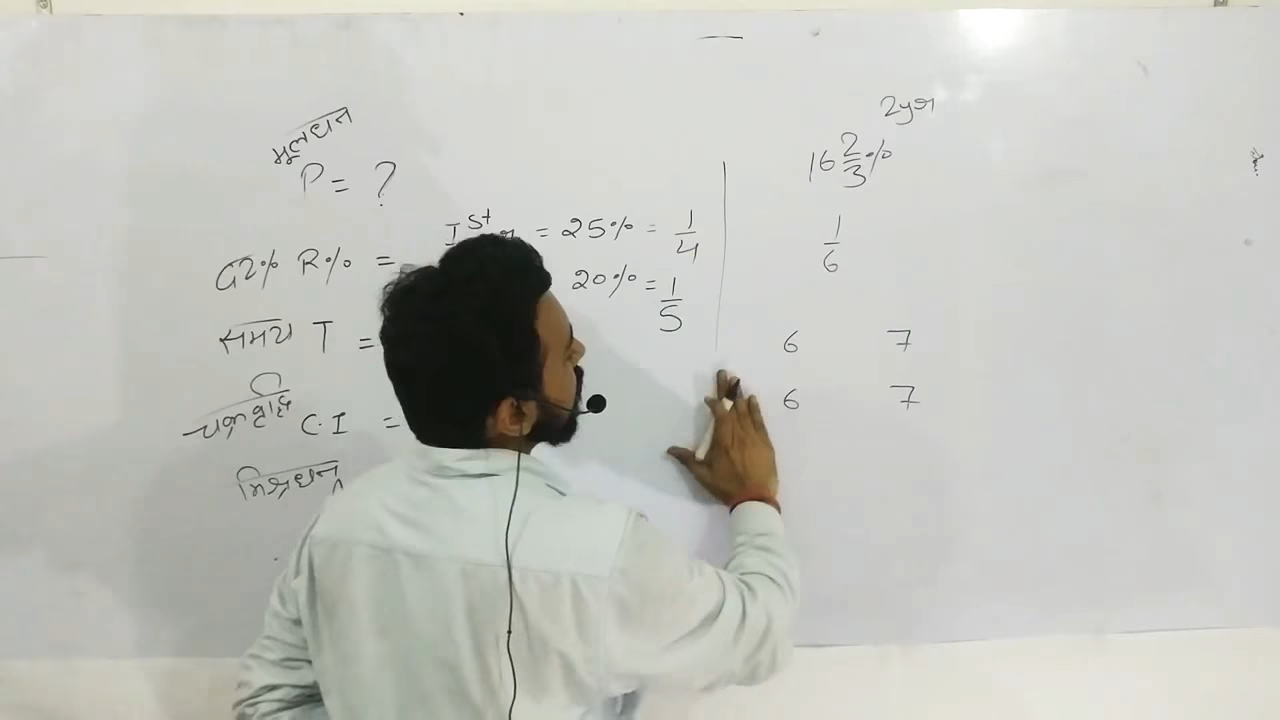 मूलधन
P = ?
दर% R% =
Ist = 25% = 1/4
20% = 1/5
समय T =
चक्रवृद्धि C.I =
मिश्रधन
2yr
16 2/3%
1/6
6 7
6 7